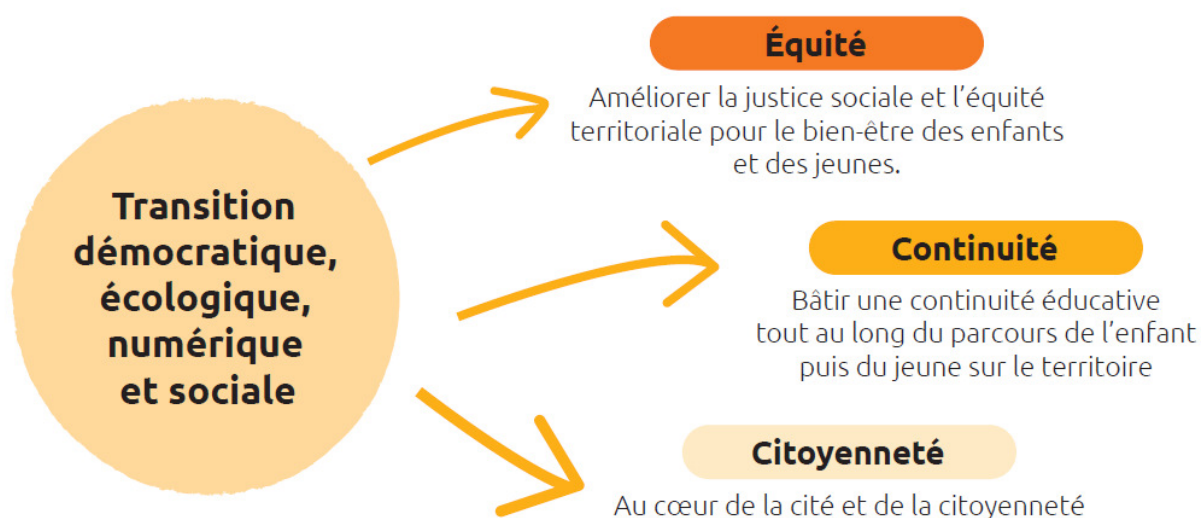 Transition
démocratique,
écologique,
numérique
et sociale
Équité
Améliorer la justice sociale et l’équité
territoriale pour le bien-être des enfants
et des jeunes.
Continuité
Bâtir une continuité éducative
tout au long du parcours de l’enfant
puis du jeune sur le territoire
Citoyenneté
Au cœur de la cité et de la citoyenneté